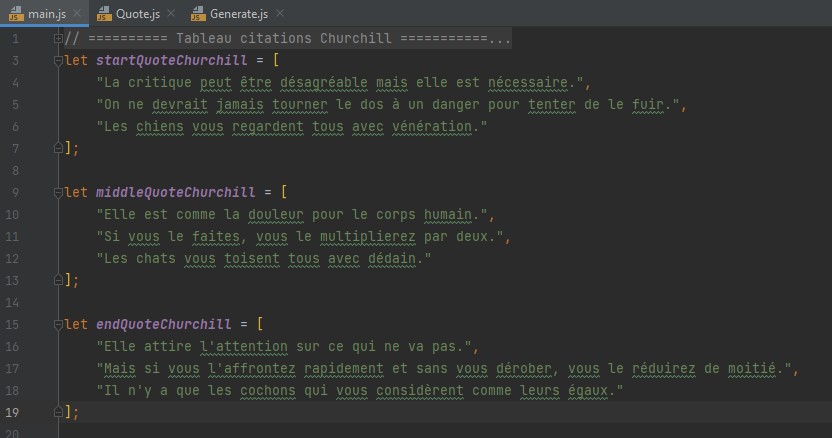 main.js Quote.js Generate.js
1 // ========== Tableau citations Churchill ===========...
3 let startQuoteChurchill = [
4 "La critique peut être désagréable mais elle est nécessaire.",
5 "On ne devrait jamais tourner le dos à un danger pour tenter de le fuir.",
6 "Les chiens vous regardent tous avec vénération."
7 ];
8
9 let middleQuoteChurchill = [
10 "Elle est comme la douleur pour le corps humain.",
11 "Si vous le faites, vous le multiplierez par deux.",
12 "Les chats vous toisent tous avec dédain."
13 ];
14
15 let endQuoteChurchill = [
16 "Elle attire l'attention sur ce qui ne va pas.",
17 "Mais si vous l'affrontez rapidement et sans vous dérober, vous le réduirez de moitié.",
18 "Il n'y a que les cochons qui vous considèrent comme leurs égaux."
19 ];
20